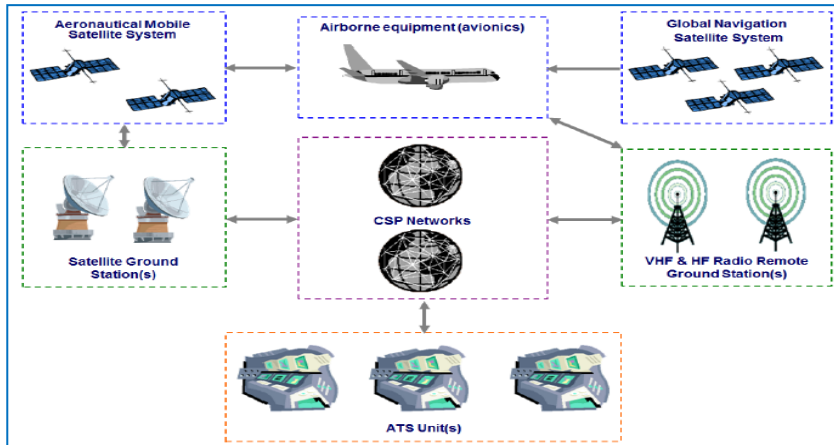 Aeronautical Mobile
Satellite System
Airborne equipment (avionics)
Global Navigation
Satellite System
CSP Networks
Satellite Ground
Station(s)
VHF & HF Radio Remote
Ground Station(s)
ATS Unit(s)